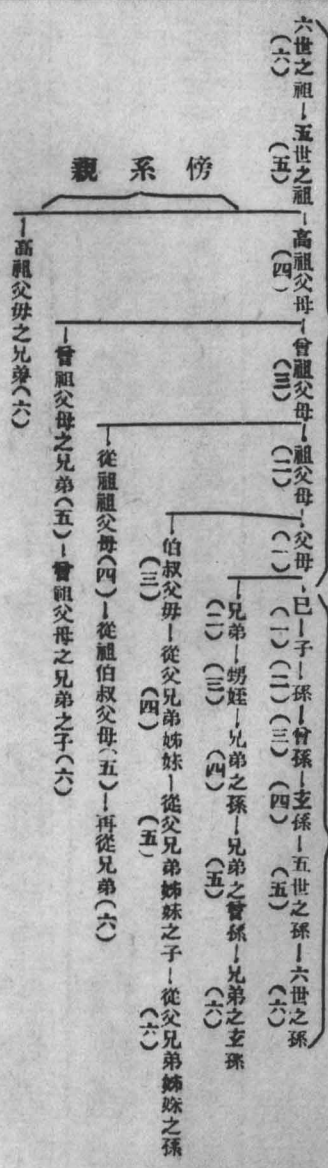 六世之祖―五世之祖―高祖父母―曾祖父母―祖父母―父母―已―子―孫―曾孫―玄孫―五世之孫―六世之孫
(六) (五) (四) (三) (二) (一) (一) (二) (三) (四) (五) (六)
兄弟―甥姪―兄弟之孫―兄弟之曾孫―兄弟之玄孫
(二) (三) (四) (五) (六)
傍系親
伯叔父母―從父兄弟姊妹―從父兄弟姊妹之子―從父兄弟姊妹之孫
(三) (四) (五) (六)
從祖祖父母(四)―從祖伯叔父母(五)―再從兄弟(六)
曾祖父母之兄弟(五)―曾祖父母之兄弟之子(六)
高祖父母之兄弟(六)